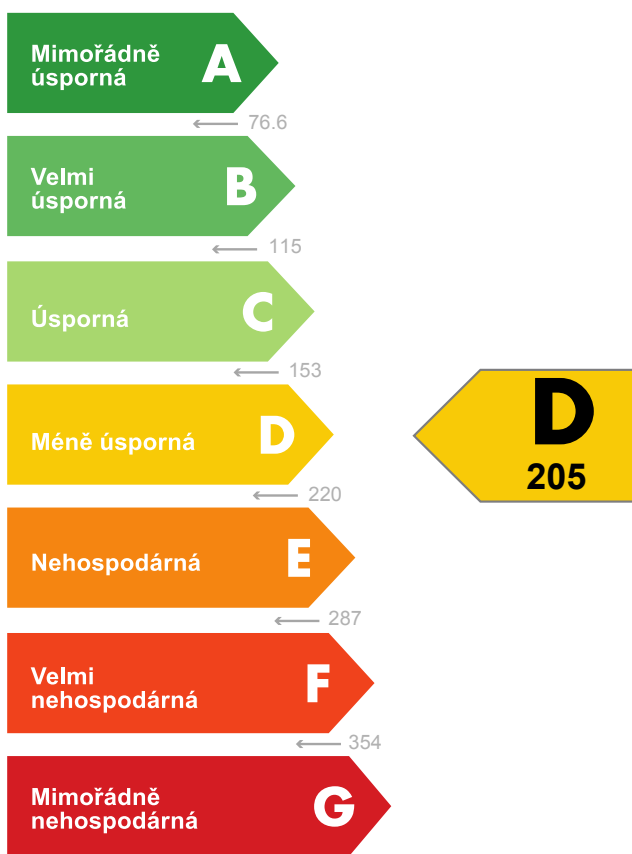 Mimořádně
úsporná
A
76.6
Velmi
úsporná
B
115
Úsporná
C
153
Méně úsporná
D
D
205
220
Nehospodárná
E
287
Velmi
nehospodárná
F
354
Mimořádně
nehospodárná
G